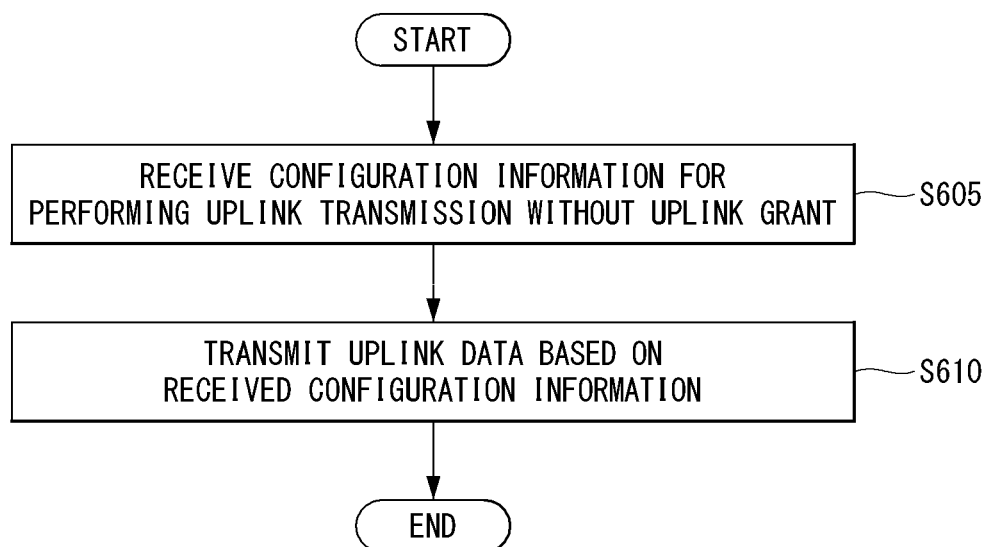 START
RECEIVE CONFIGURATION INFORMATION FOR
PERFORMING UPLINK TRANSMISSION WITHOUT UPLINK GRANT
S605
TRANSMIT UPLINK DATA BASED ON
RECEIVED CONFIGURATION INFORMATION
S610
END